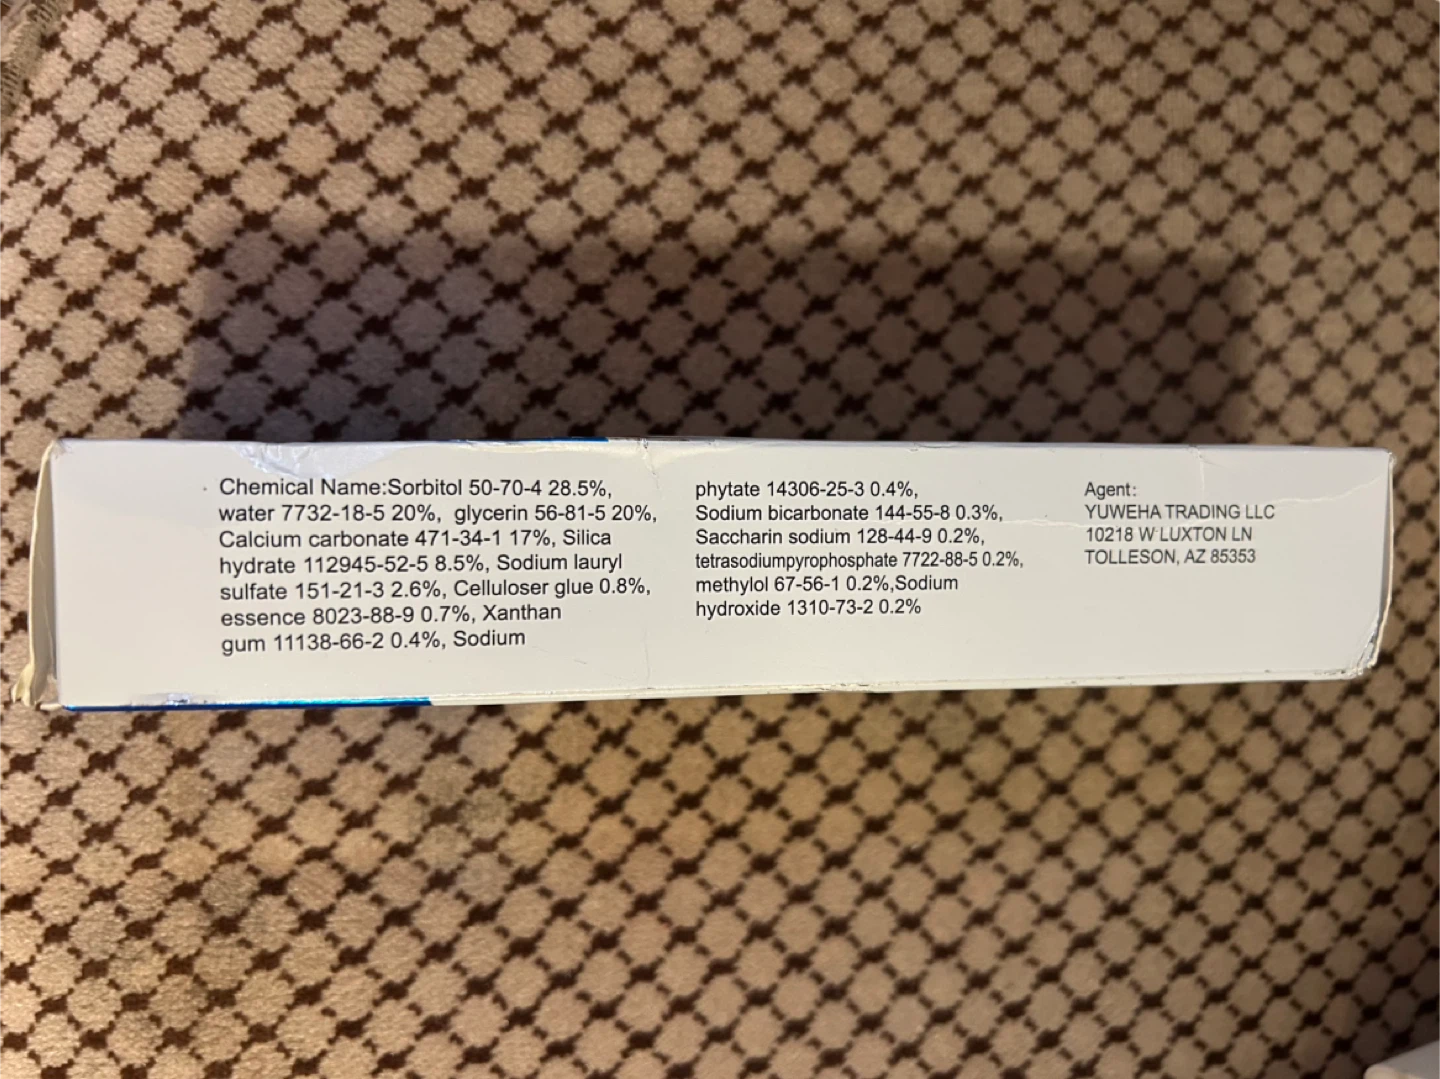 Chemical Name:Sorbitol 50-70-4 28.5%,
water 7732-18-5 20%, glycerin 56-81-5 20%,
Calcium carbonate 471-34-1 17%, Silica
hydrate 112945-52-5 8.5%, Sodium lauryl
sulfate 151-21-3 2.6%, Celluloser glue 0.8%,
essence 8023-88-9 0.7%, Xanthan
gum 11138-66-2 0.4%, Sodium
phytate 14306-25-3 0.4%,
Sodium bicarbonate 144-55-8 0.3%,
Saccharin sodium 128-44-9 0.2%,
tetrasodiumpyrophosphate 7722-88-5 0.2%,
methylol 67-56-1 0.2%,Sodium
hydroxide 1310-73-2 0.2%
Agent:
YUWEHA TRADING LLC
10218 W LUXTON LN
TOLLESON, AZ 85353